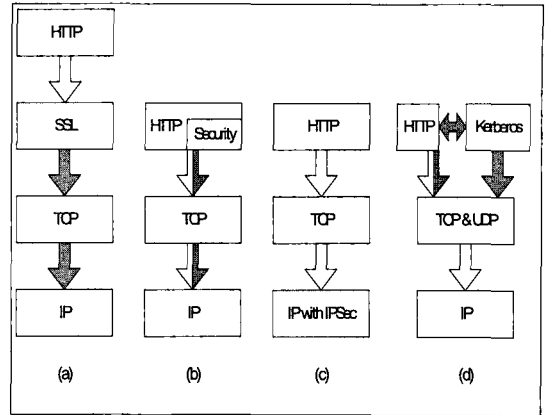 HTTP
SSL
TCP
IP
(a)
HTTP
Security
TCP
IP
(b)
HTTP
TCP
IP with IPSec
(c)
HTTP
Kerberos
TCP & UDP
IP
(d)